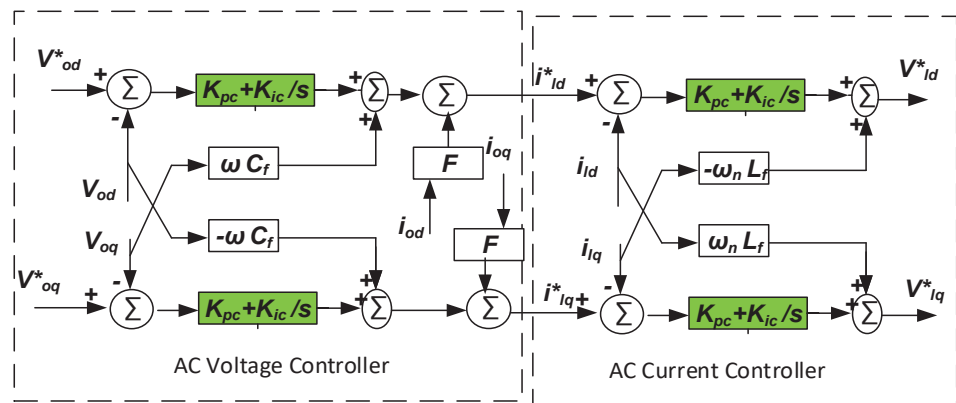 V*od
+
Σ
-
Kpc+Kic/s
+
Σ
+
Σ
i*ld
+
Σ
-
Kpc+Kic/s
+
Σ
+
V*ld
ω Cf
F
ioq
-ωn Lf
Vod
iod
ild
Voq
-ω Cf
F
ilq
ωn Lf
V*oq
+
-
Σ
Kpc+Kic/s
+
+
Σ
Σ
i*lq
+
-
Σ
Kpc+Kic/s
+
+
Σ
V*lq
AC Voltage Controller
AC Current Controller